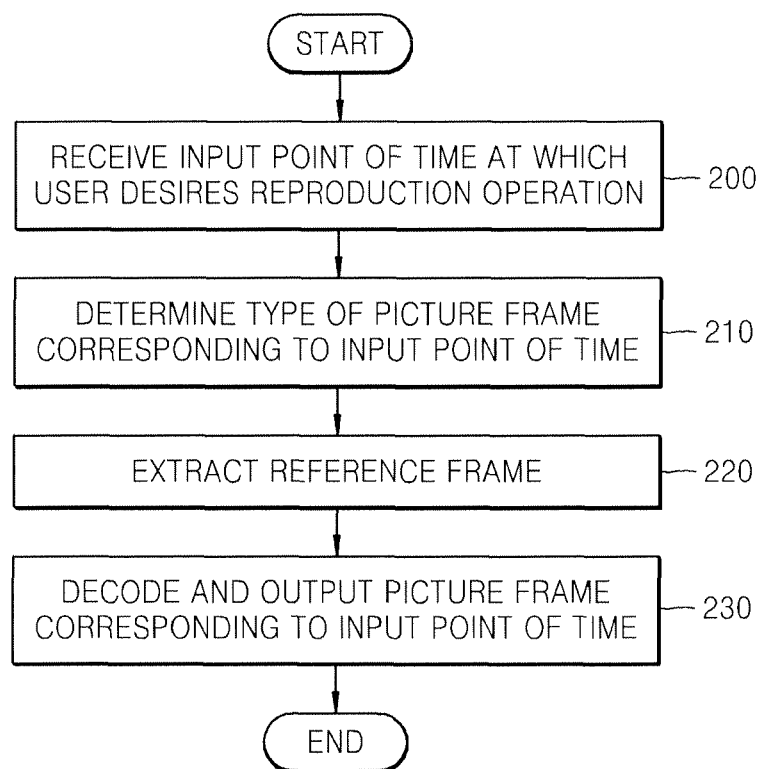 START
RECEIVE INPUT POINT OF TIME AT WHICH
USER DESIRES REPRODUCTION OPERATION
200
DETERMINE TYPE OF PICTURE FRAME
CORRESPONDING TO INPUT POINT OF TIME
210
EXTRACT REFERENCE FRAME
220
DECODE AND OUTPUT PICTURE FRAME
CORRESPONDING TO INPUT POINT OF TIME
230
END